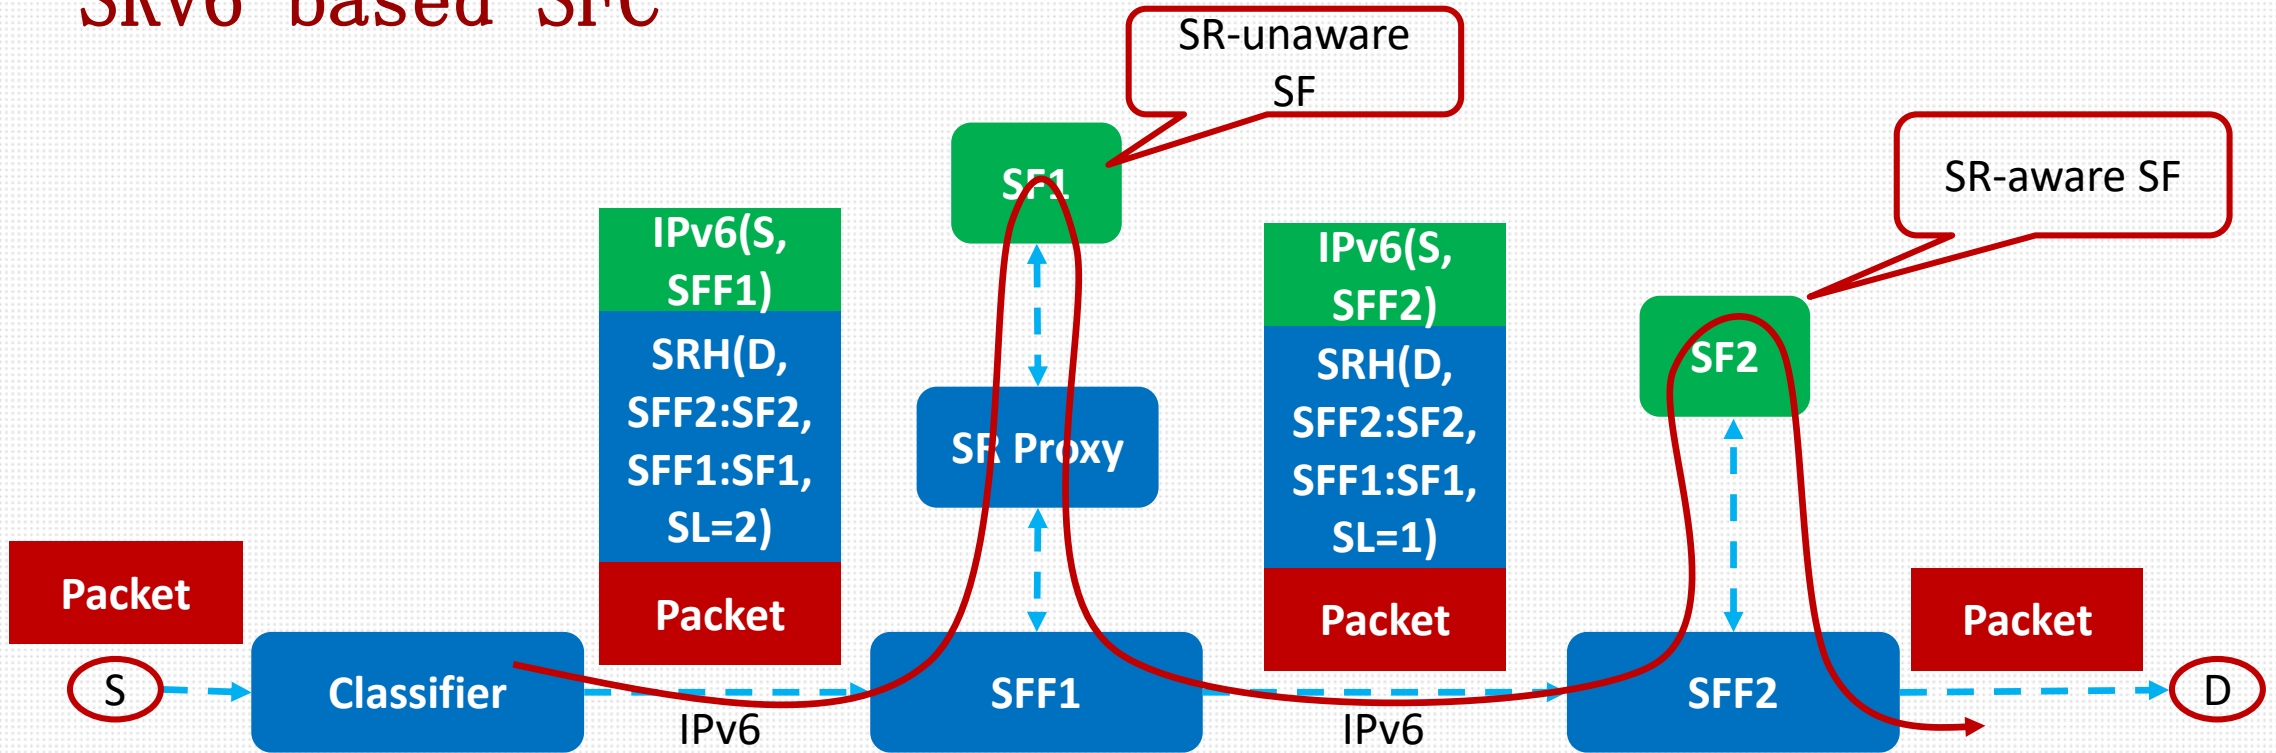 SRv6 based SFC
SR-unaware
SF
SR-aware SF
SF1
IPv6(S,
SFF1)
SRH(D,
SFF2:SF2,
SFF1:SF1,
SL=2)
Packet
IPv6(S,
SFF2)
SRH(D,
SFF2:SF2,
SFF1:SF1,
SL=1)
Packet
SF2
SR Proxy
Packet
Packet
S
Classifier
IPv6
SFF1
IPv6
SFF2
D